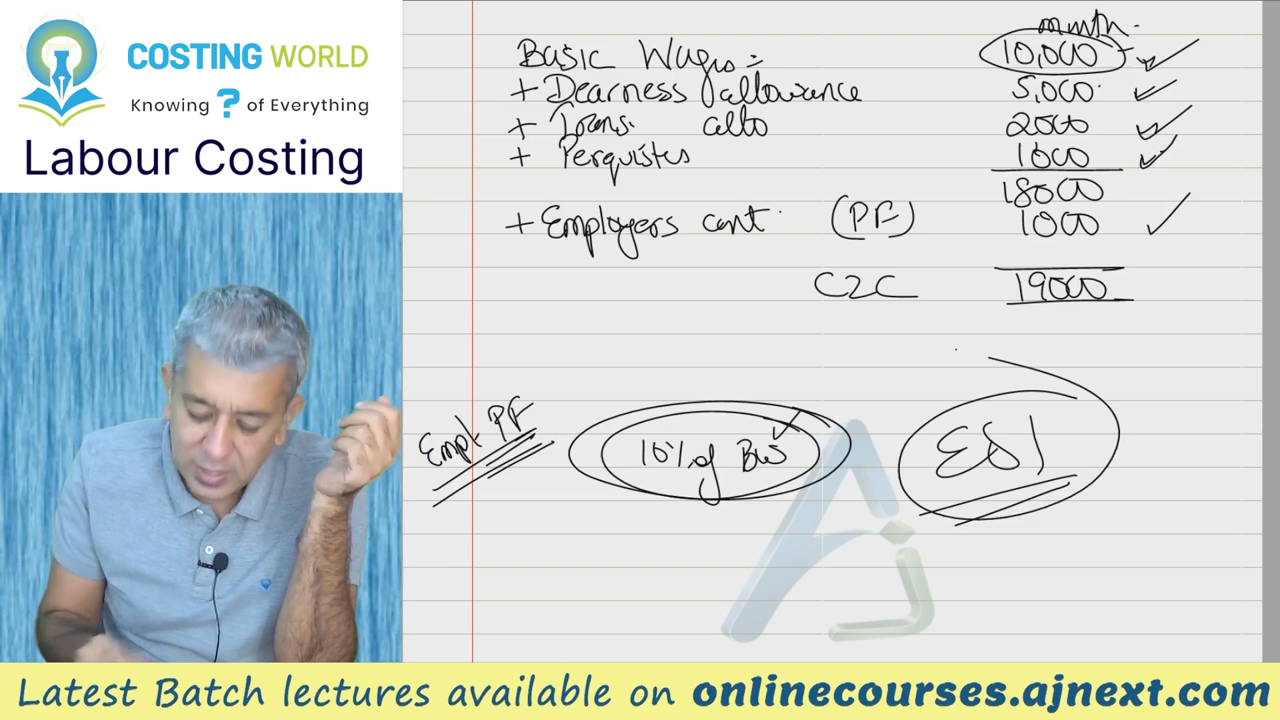 COSTING WORLD
Knowing ? of Everything
Labour Costing
month
Basic Wages = 10,000
+ Dearness allowance 5,000
+ Trans. allo 2000
+ Perquistes 1000
18000
+ Employers cont. (PF) 1000
C2C 19000
Empl. PF 10% of BW ESI
Latest Batch lectures available on onlinecourses.ajnext.com